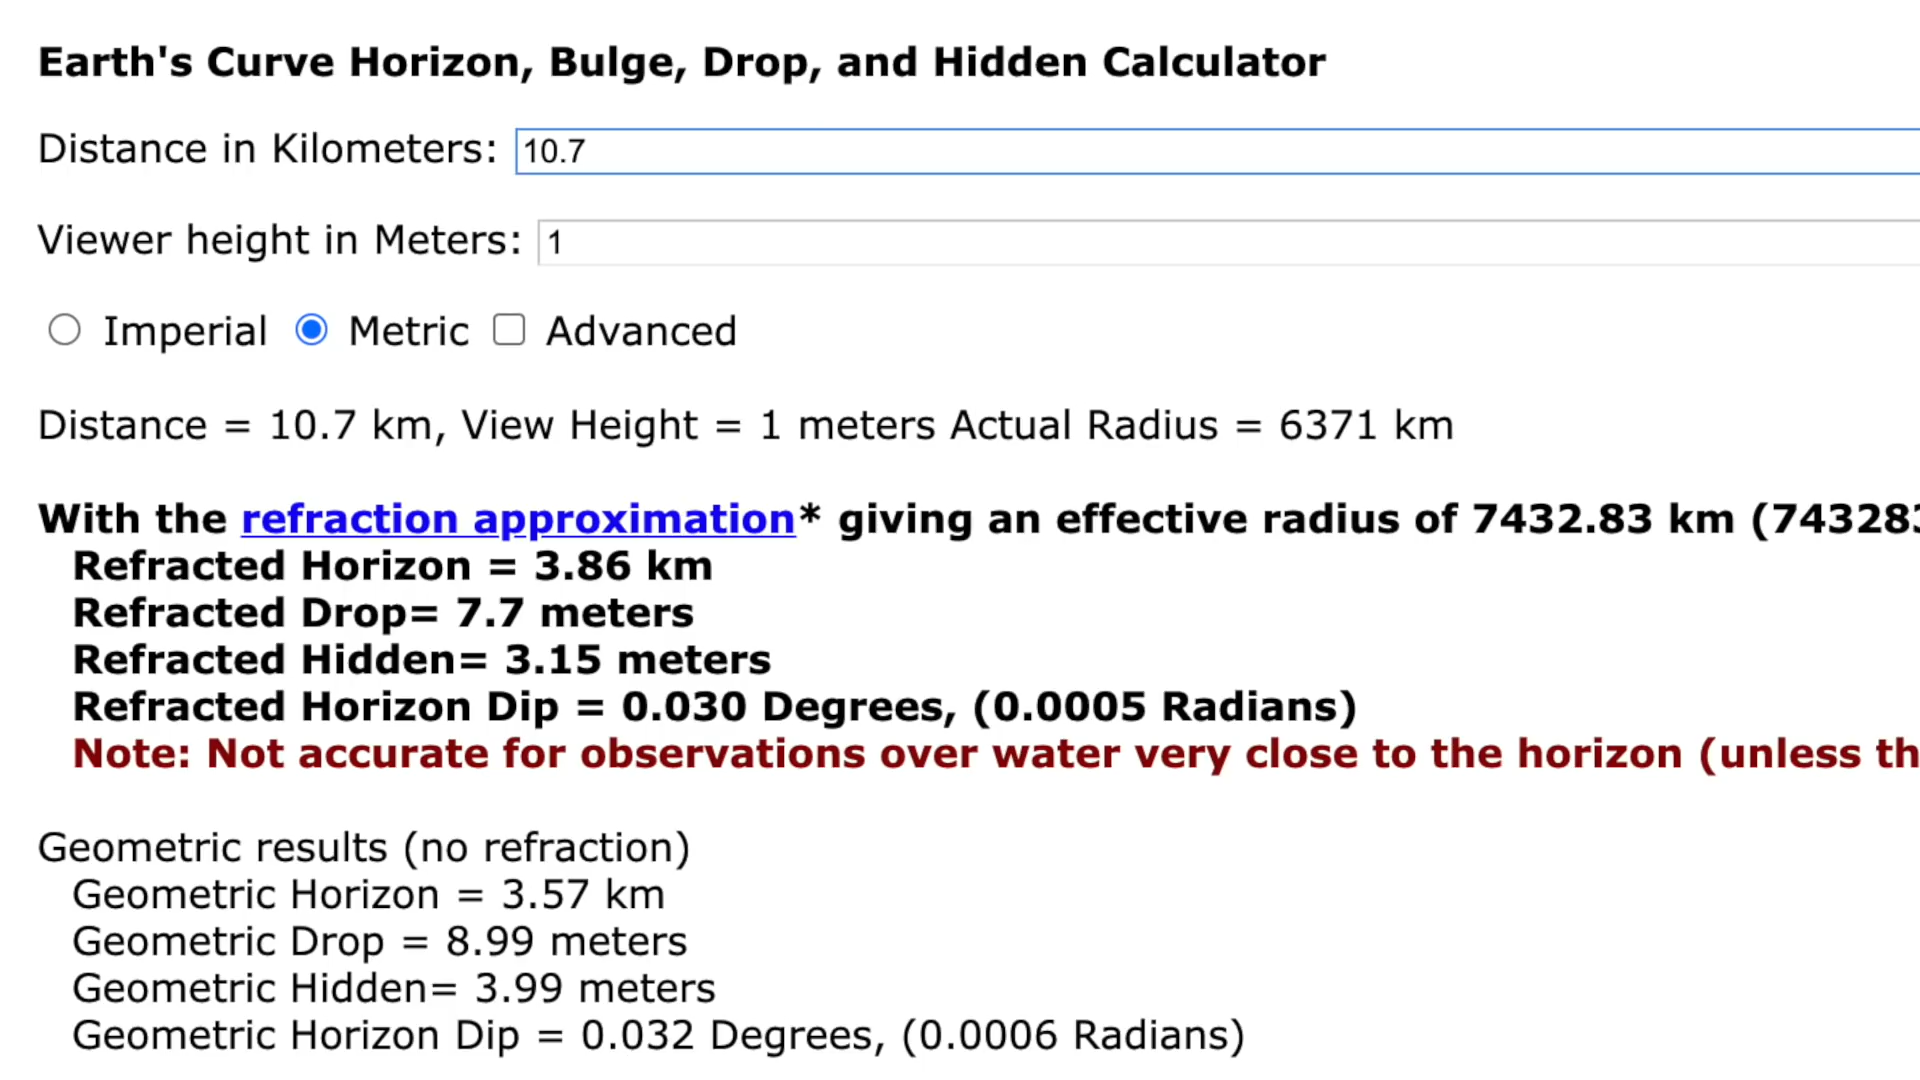 Earth's Curve Horizon, Bulge, Drop, and Hidden Calculator
Distance in Kilometers: 10.7
Viewer height in Meters: 1
Imperial Metric Advanced
Distance = 10.7 km, View Height = 1 meters Actual Radius = 6371 km
With the refraction approximation* giving an effective radius of 7432.83 km (743283
Refracted Horizon = 3.86 km
Refracted Drop= 7.7 meters
Refracted Hidden= 3.15 meters
Refracted Horizon Dip = 0.030 Degrees, (0.0005 Radians)
Note: Not accurate for observations over water very close to the horizon (unless th
Geometric results (no refraction)
Geometric Horizon = 3.57 km
Geometric Drop = 8.99 meters
Geometric Hidden= 3.99 meters
Geometric Horizon Dip = 0.032 Degrees, (0.0006 Radians)